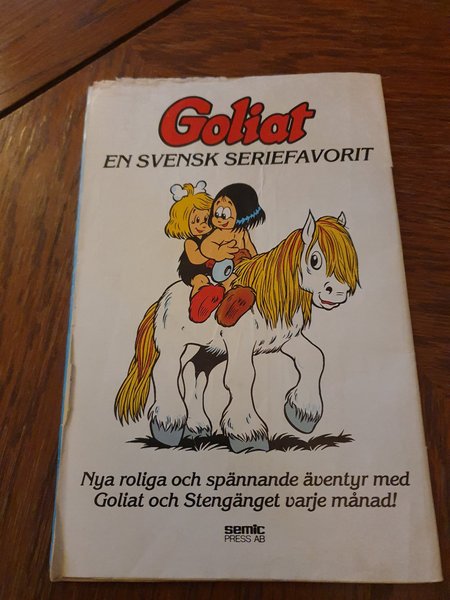 Goliat
EN SVENSK SERIEFAVORIT
Nya roliga och spännande äventyr med
Goliat och Stengänget varje månad!
semic
PRESS AB